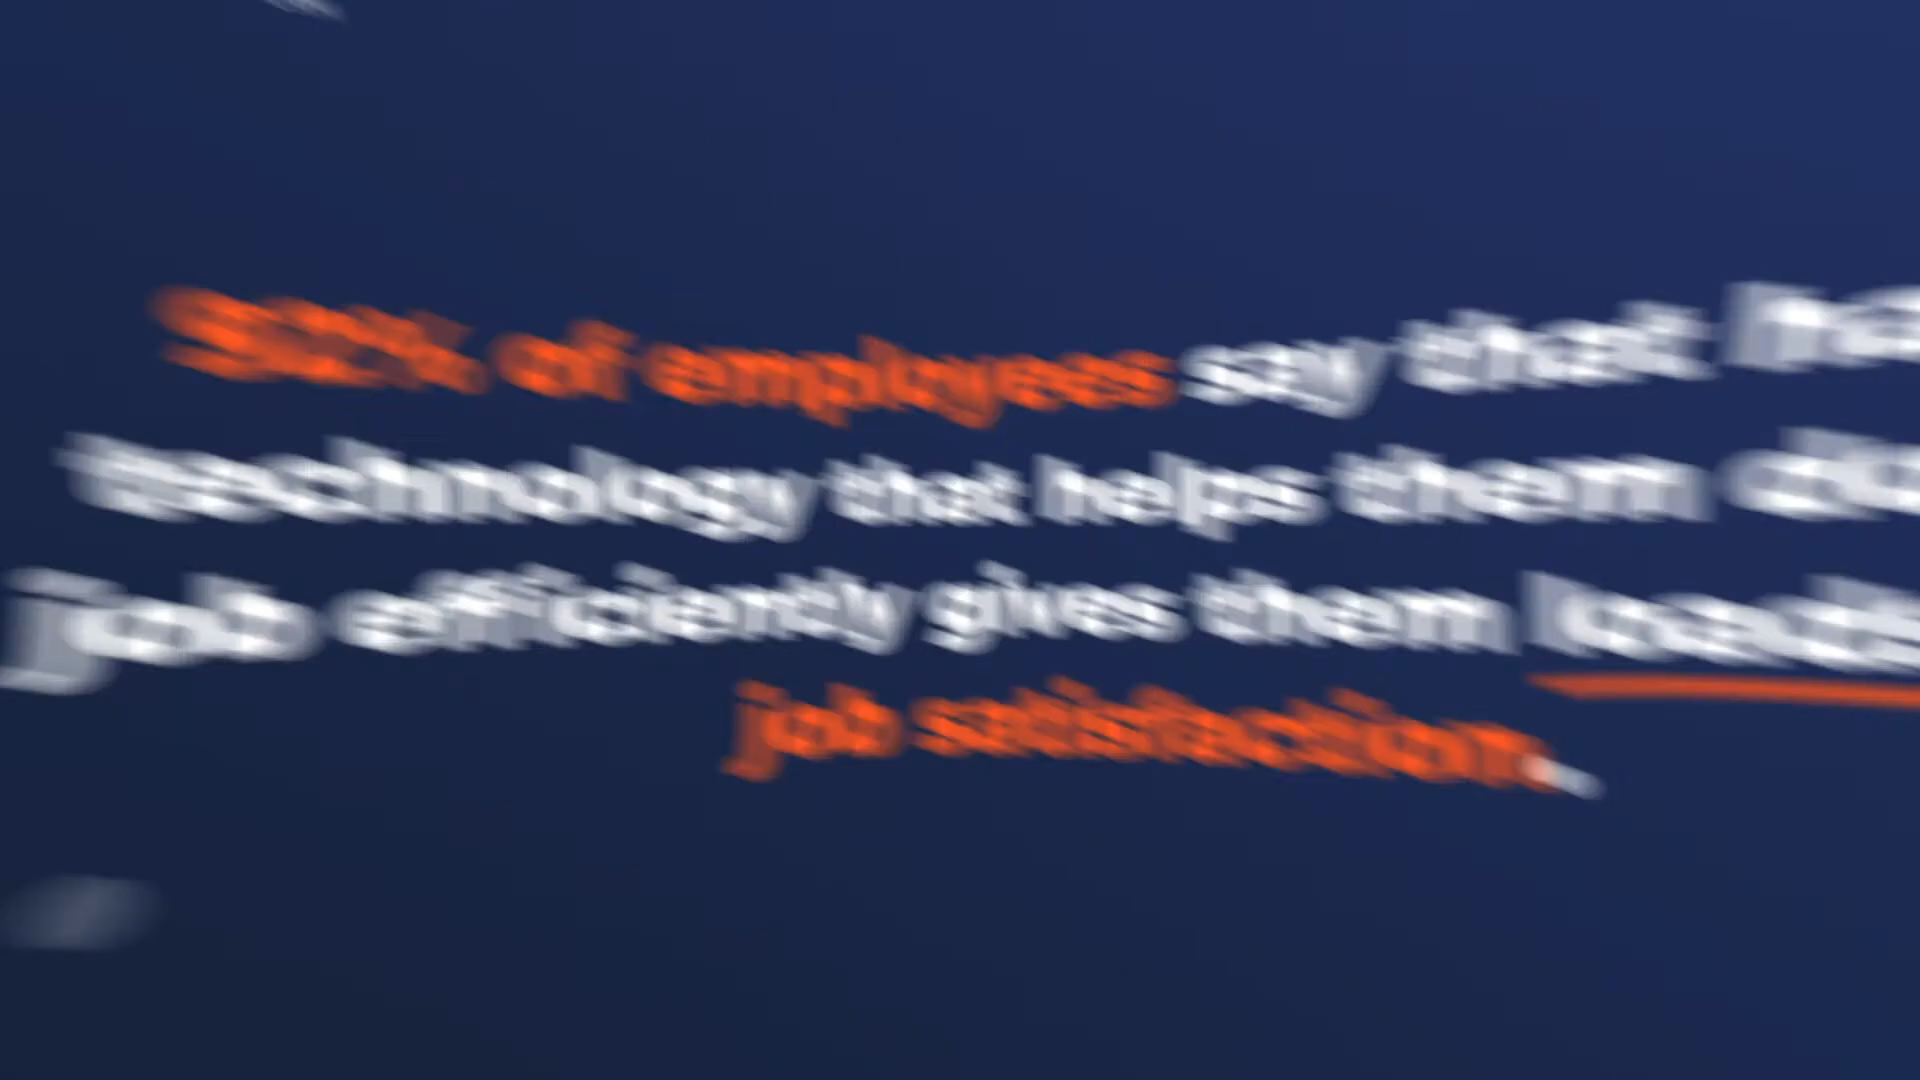 of employees say that
technology that helps them
job efficiently gives them
job satisfaction.